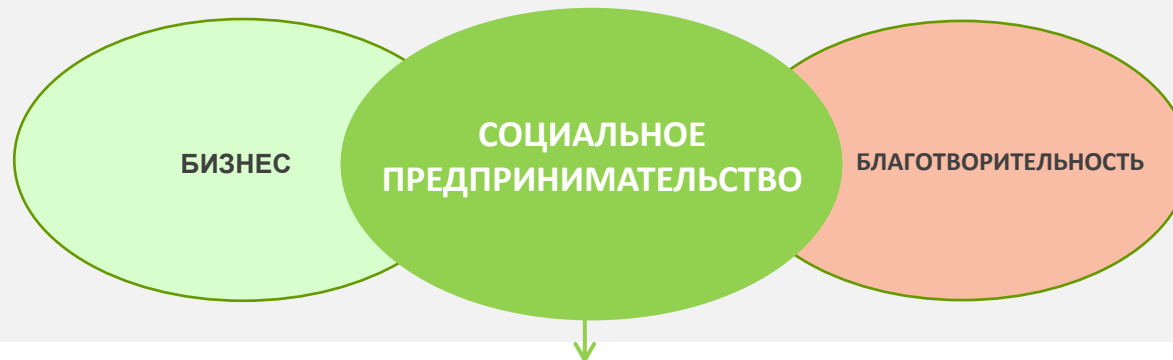 БИЗНЕС
СОЦИАЛЬНОЕ
ПРЕДПРИНИМАТЕЛЬСТВО
БЛАГОТВОРИТЕЛЬНОСТЬ